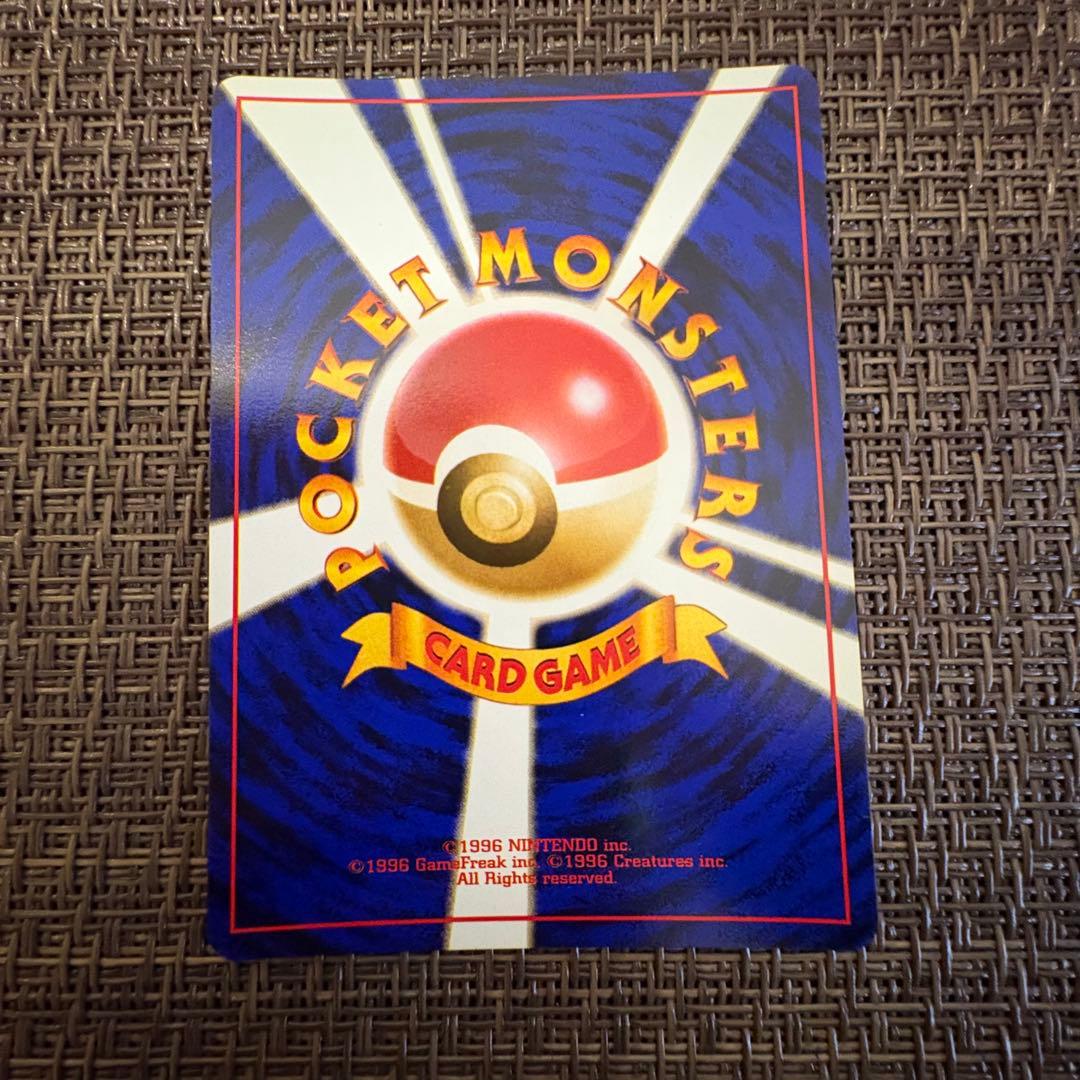 POCKET MONSTERS
CARD GAME
©1996 NINTENDO inc.
©1996 GameFreak inc. ©1996 Creatures inc.
All Rights reserved.